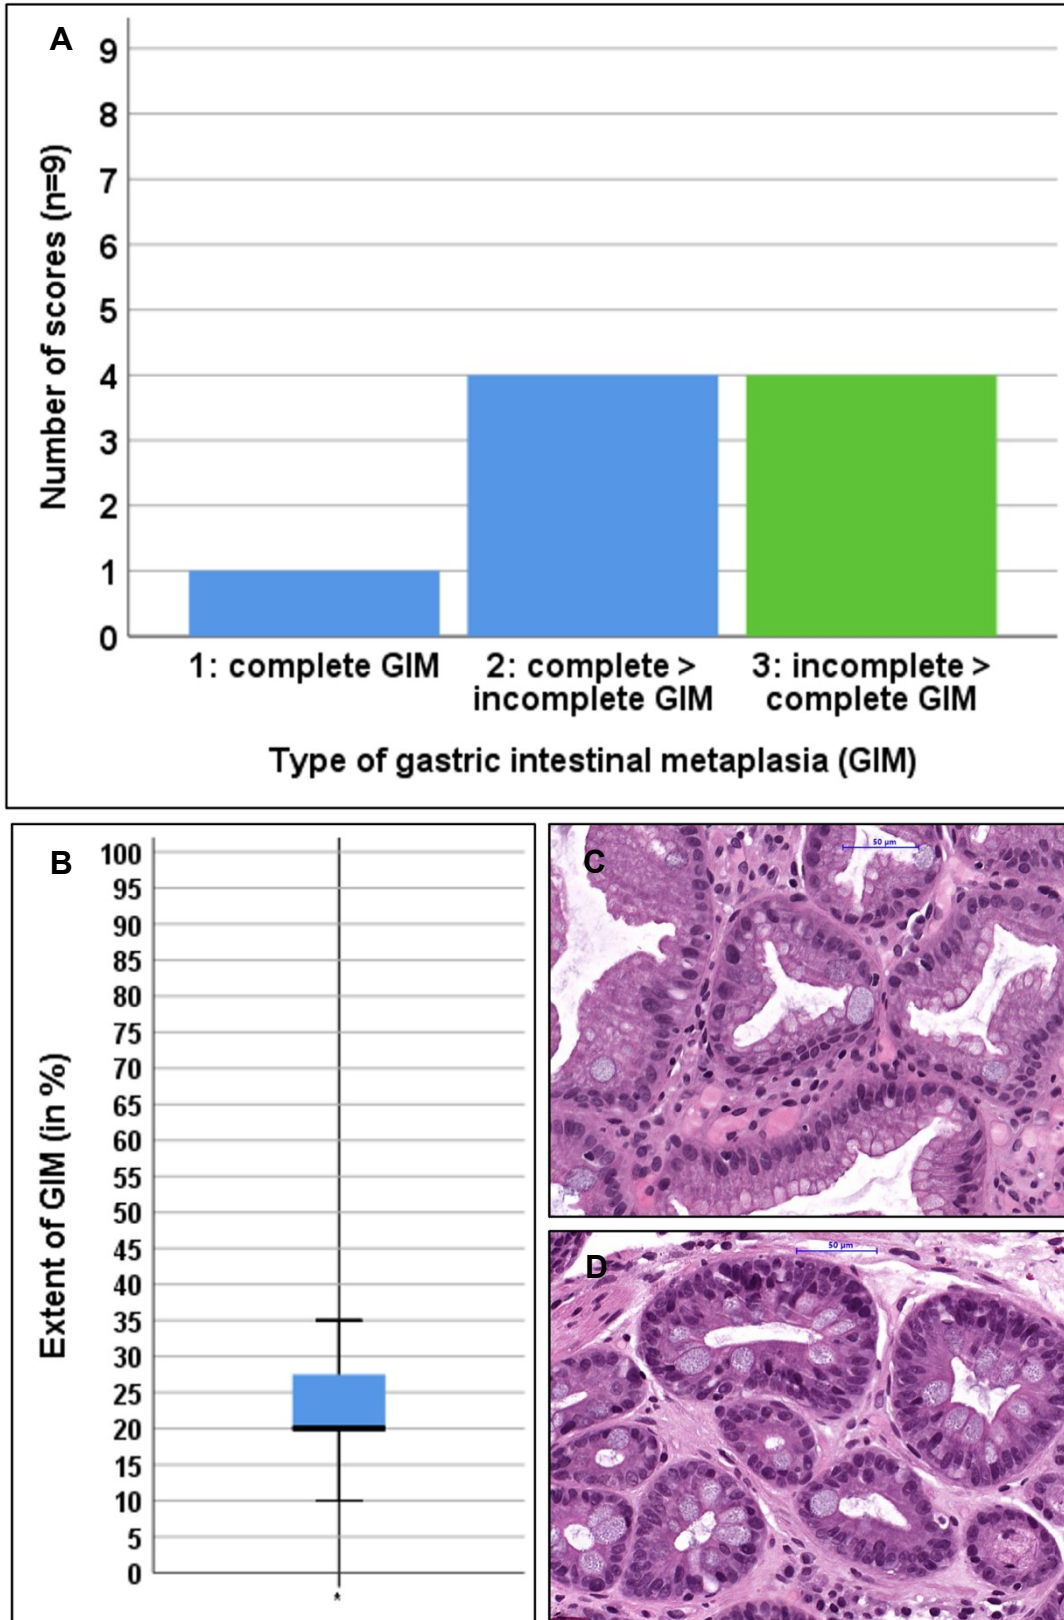 A
Number of scores (n=9)
9
8
7
6
5
4
3
2
1
0
1: complete GIM
2: complete >
incomplete GIM
3: incomplete >
complete GIM
Type of gastric intestinal metaplasia (GIM)
B
Extent of GIM (in %)
100
95
90
85
80
75
70
65
60
55
50
45
40
35
30
25
20
15
10
5
0
*
C
50 µm
D
50 µm